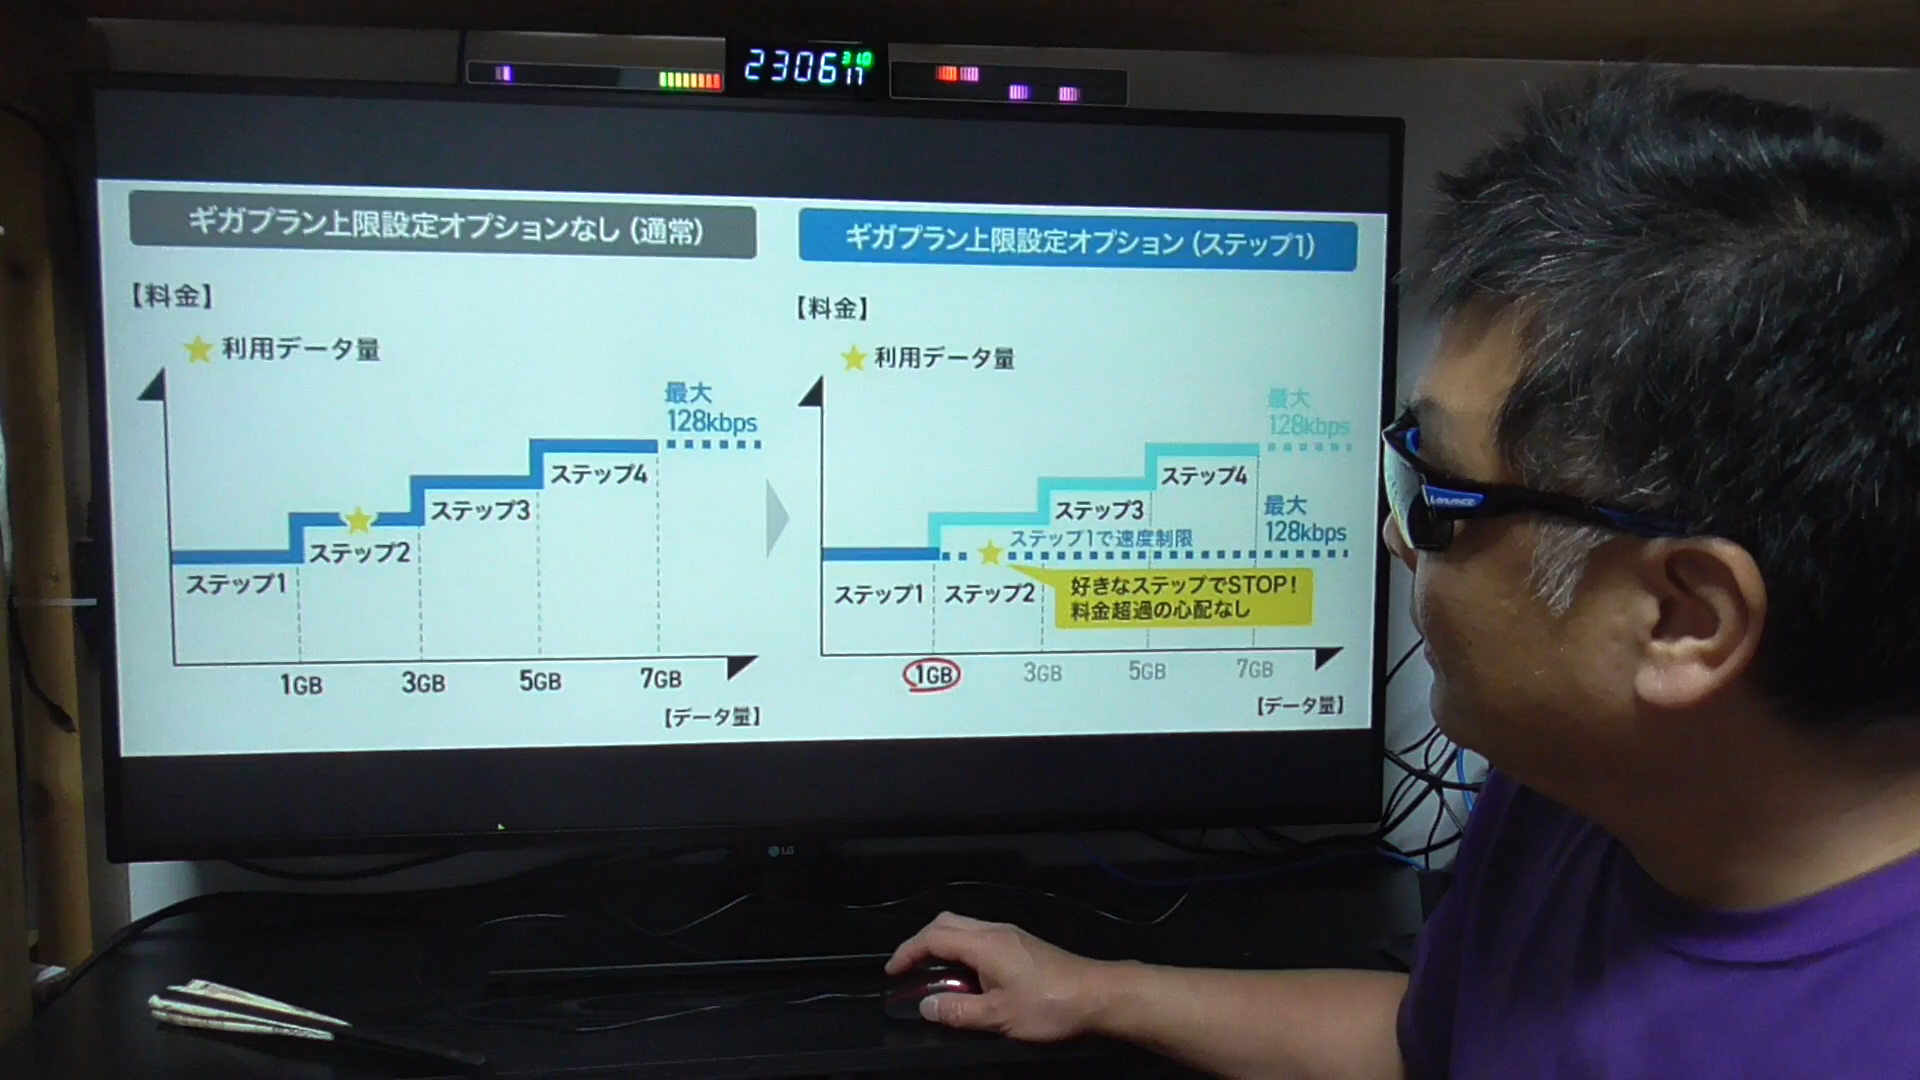 230617
310
ギガプラン上限設定オプションなし（通常）
【料金】
利用データ量
最大
128kbps
ステップ4
ステップ3
ステップ2
ステップ1
1GB
3GB
5GB
7GB
【データ量】
ギガプラン上限設定オプション（ステップ1）
【料金】
利用データ量
最大
128kbps
ステップ4
ステップ3
最大
128kbps
ステップ1で速度制限
ステップ1
ステップ2
好きなステップでSTOP！
料金超過の心配なし
1GB
3GB
5GB
7GB
【データ量】
LG